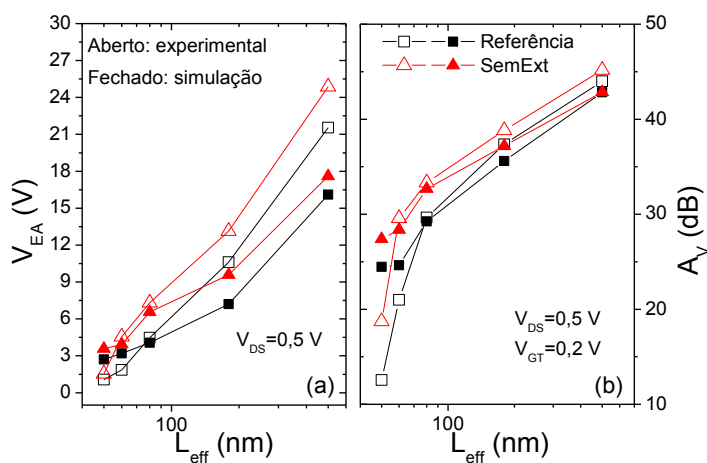 Aberto: experimental
Fechado: simulação
30
27
24
21
18
15
12
9
6
3
0
V_EA (V)
V_DS=0,5 V
(a)
100
L_eff (nm)
Referência
SemExt
50
40
30
20
10
A_V (dB)
V_DS=0,5 V
V_GT=0,2 V
(b)
100
L_eff (nm)